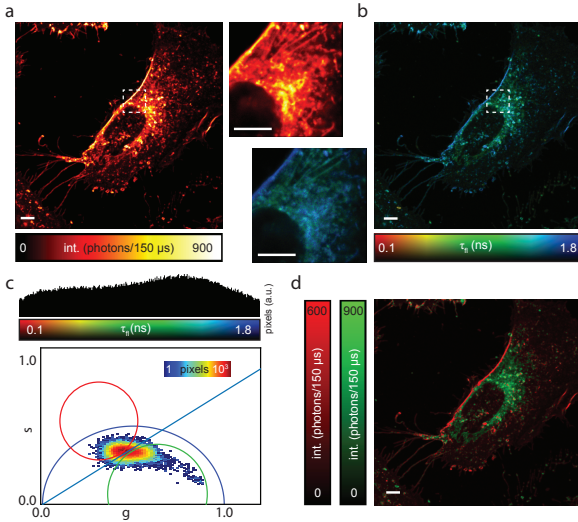 a
b
0 int. (photons/150 µs) 900
0.1 τfl (ns) 1.8
c
pixels (a.u.)
0.1 τfl(ns) 1.8
1.0
s
0.0
1 pixels 10³
0.0 g 1.0
d
600
int. (photons/150 µs)
0
900
int. (photons/150 µs)
0